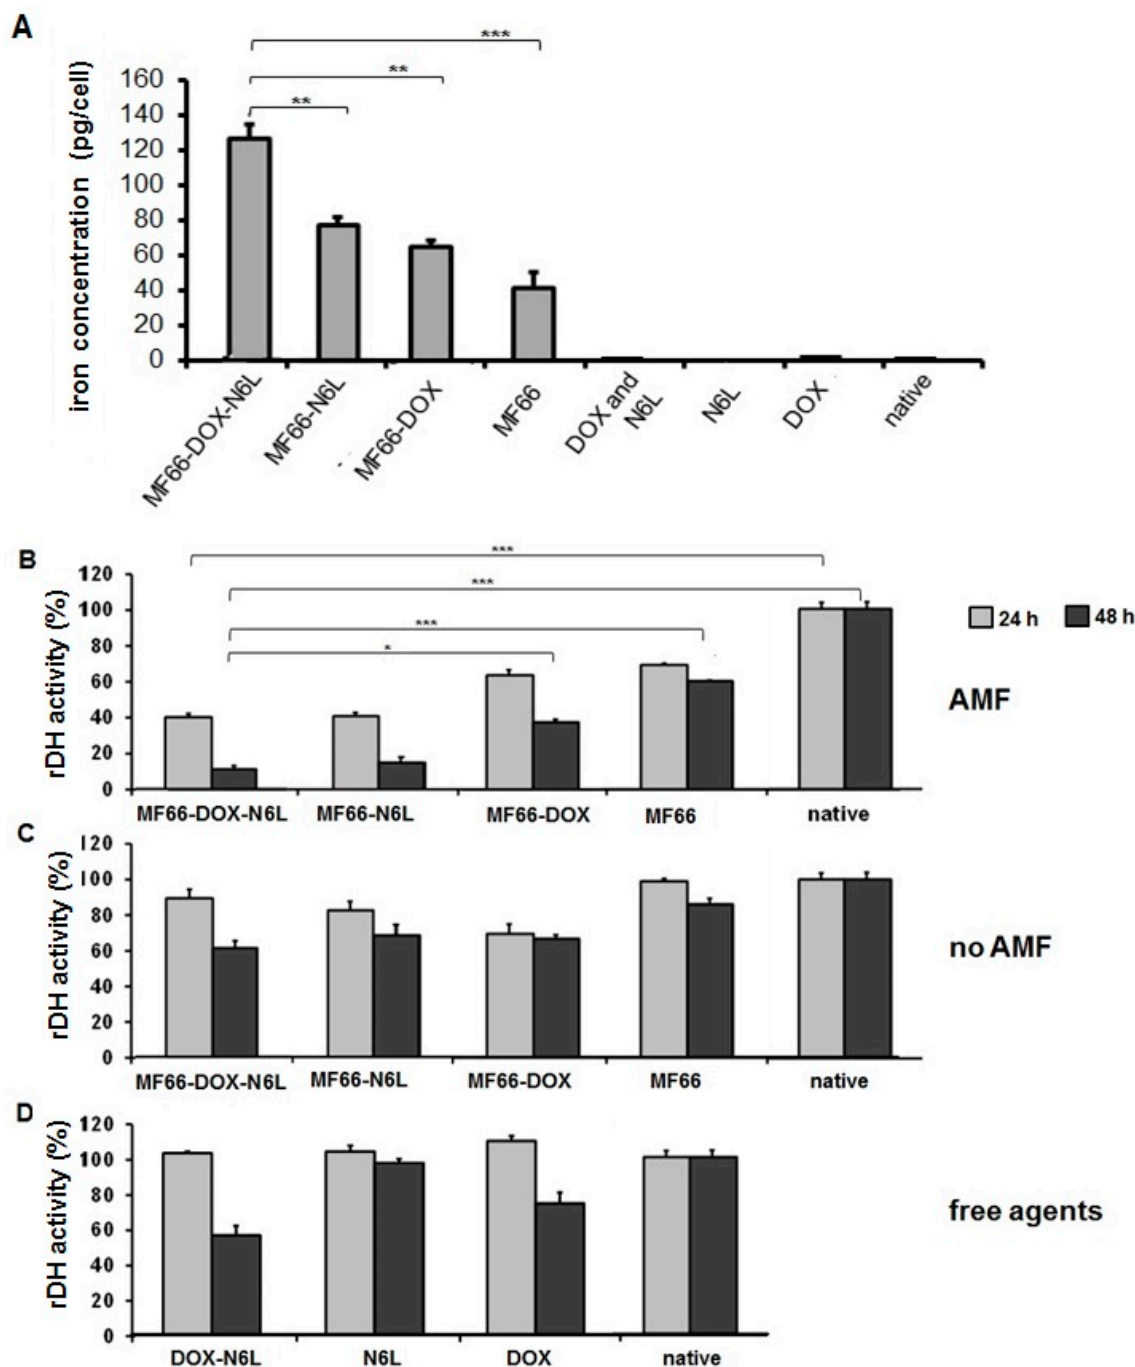 A
***
**
**
iron concentration (pg/cell)
160
140
120
100
80
60
40
20
0
MF66-DOX-N6L
MF66-N6L
MF66-DOX
MF66
DOX and
N6L
N6L
DOX
native
B
***
***
***
*
rDH activity (%)
120
100
80
60
40
20
0
24 h
48 h
AMF
MF66-DOX-N6L MF66-N6L MF66-DOX MF66 native
C
rDH activity (%)
120
100
80
60
40
20
0
no AMF
MF66-DOX-N6L MF66-N6L MF66-DOX MF66 native
D
rDH activity (%)
120
100
80
60
40
20
0
free agents
DOX-N6L N6L DOX native